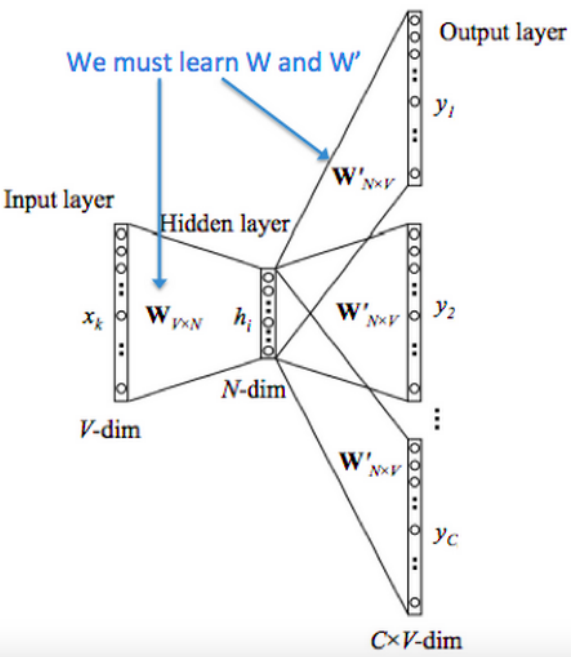 Output layer
We must learn W and W’
y1
W'N×V
Input layer
Hidden layer
xk
WV×N
hi
W'N×V
y2
N-dim
V-dim
W'N×V
yC
C×V-dim